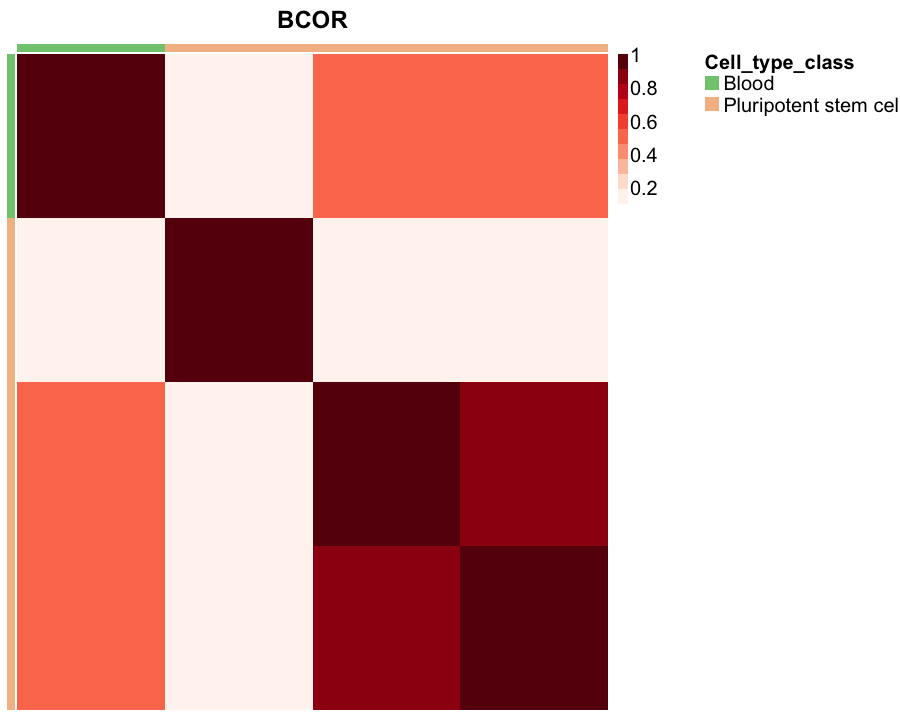 BCOR
1
0.8
0.6
0.4
0.2
Cell_type_class
Blood
Pluripotent stem cel